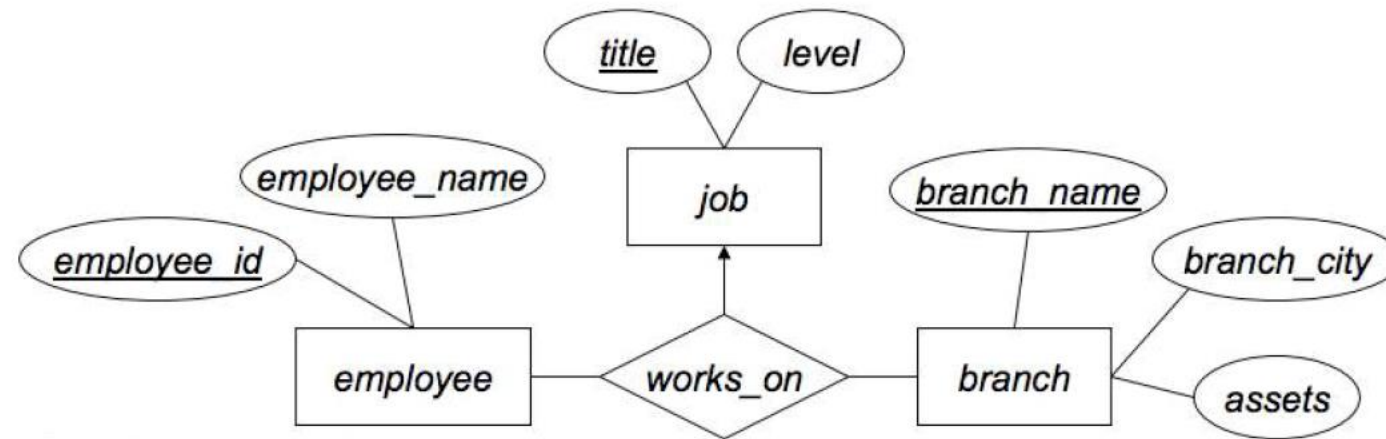 title
level
employee_name
job
branch_name
employee_id
branch_city
employee
works_on
branch
assets